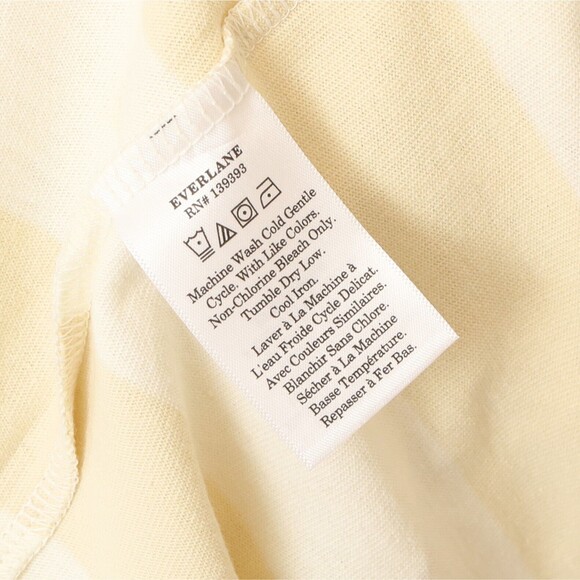 EVERLANE
RN# 139393
Machine Wash Cold Gentle
Cycle. With Like Colors.
Non-Chlorine Bleach Only.
Tumble Dry Low.
Cool Iron.
Laver à La Machine à
L'eau Froide Cycle Delicat.
Avec Couleurs Similaires.
Blanchir Sans Chlore.
Sécher à La Machine
Basse Température.
Repasser à Fer Bas.